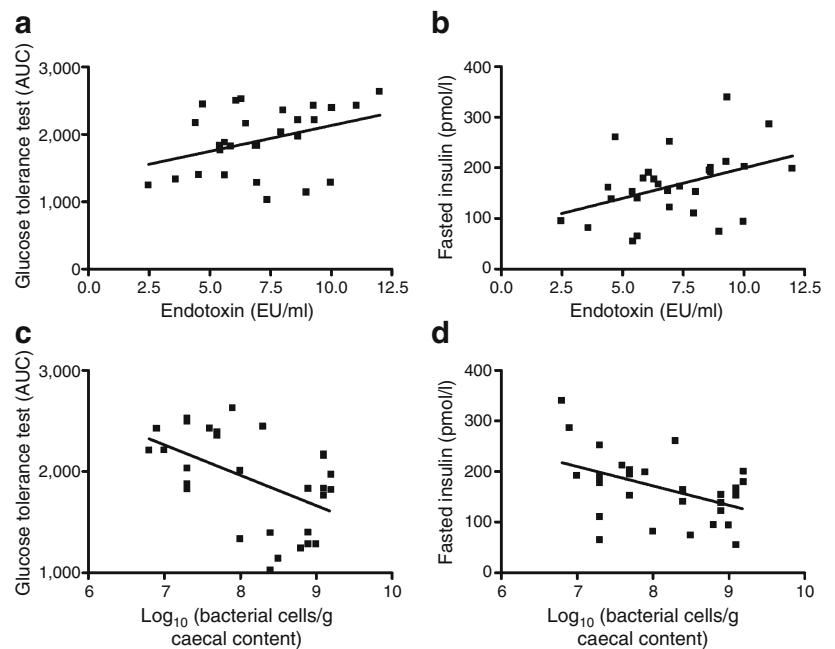 a
Glucose tolerance test (AUC)
3,000
2,000
1,000
0
0.0 2.5 5.0 7.5 10.0 12.5
Endotoxin (EU/ml)
b
Fasted insulin (pmol/l)
400
300
200
100
0
0.0 2.5 5.0 7.5 10.0 12.5
Endotoxin (EU/ml)
c
Glucose tolerance test (AUC)
3,000
2,000
1,000
6 7 8 9 10
Log₁₀ (bacterial cells/g
caecal content)
d
Fasted insulin (pmol/l)
400
300
200
100
0
6 7 8 9 10
Log₁₀ (bacterial cells/g
caecal content)